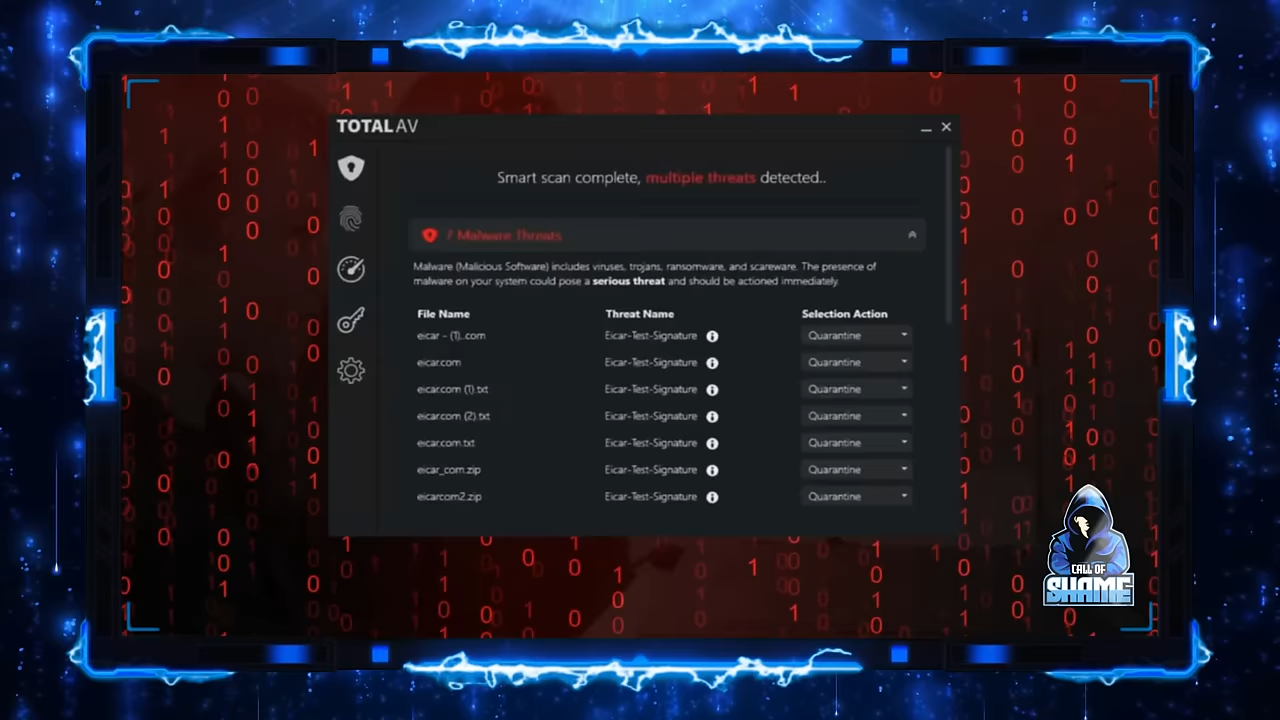 TOTALAV
Smart scan complete, multiple threats detected..
7 Malware Threats
Malware (Malicious Software) includes viruses, trojans, ransomware, and scareware. The presence of
malware on your system could pose a serious threat and should be actioned immediately.
File Name Threat Name Selection Action
eicar - (1)..com Eicar-Test-Signature Quarantine
eicar.com Eicar-Test-Signature Quarantine
eicar.com (1).txt Eicar-Test-Signature Quarantine
eicar.com (2).txt Eicar-Test-Signature Quarantine
eicar.com.txt Eicar-Test-Signature Quarantine
eicar_com.zip Eicar-Test-Signature Quarantine
eicarcom2.zip Eicar-Test-Signature Quarantine
CALL OF
SHAME